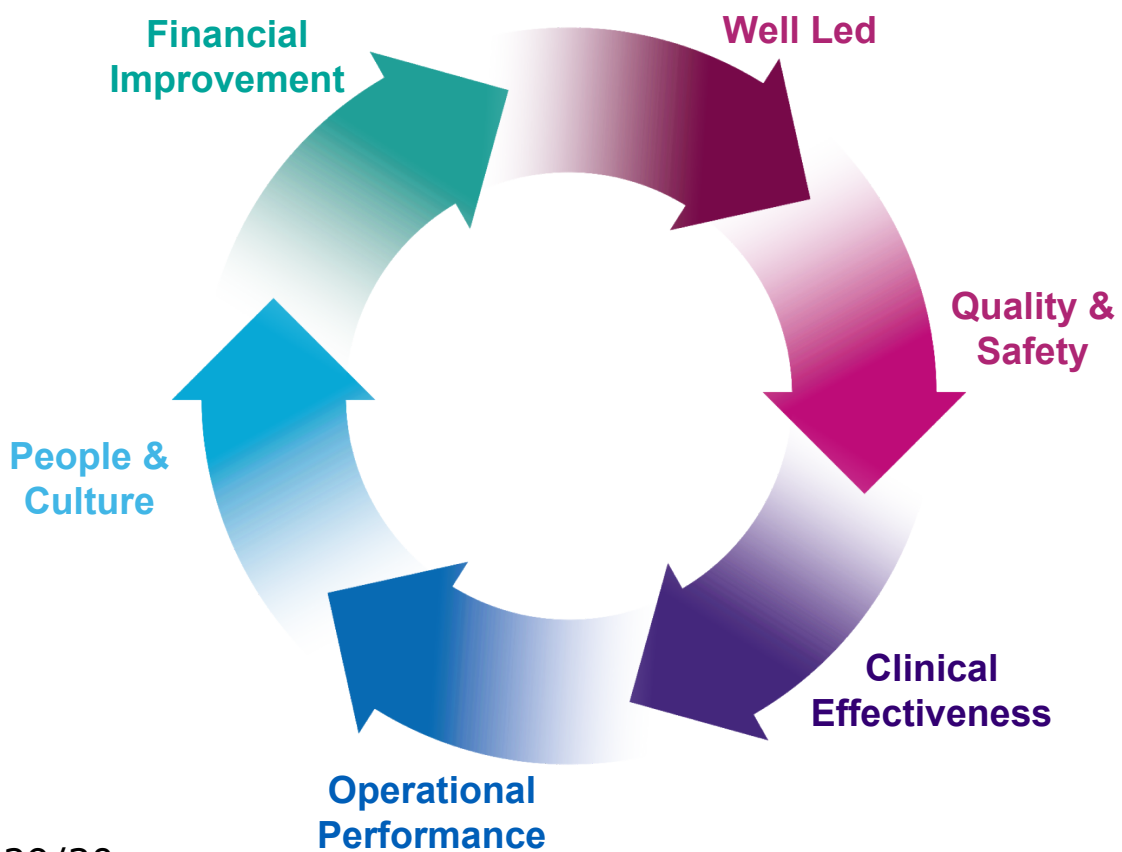 Financial
Improvement
Well Led
Quality &
Safety
People &
Culture
Clinical
Effectiveness
Operational
Performance